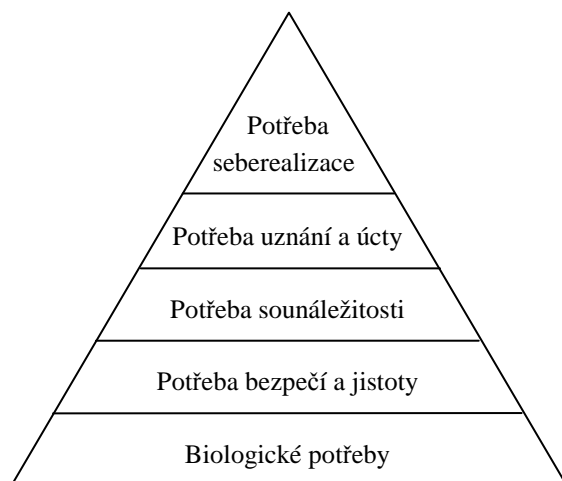 Potřeba
seberealizace
Potřeba uznání a úcty
Potřeba sounáležitosti
Potřeba bezpečí a jistoty
Biologické potřeby